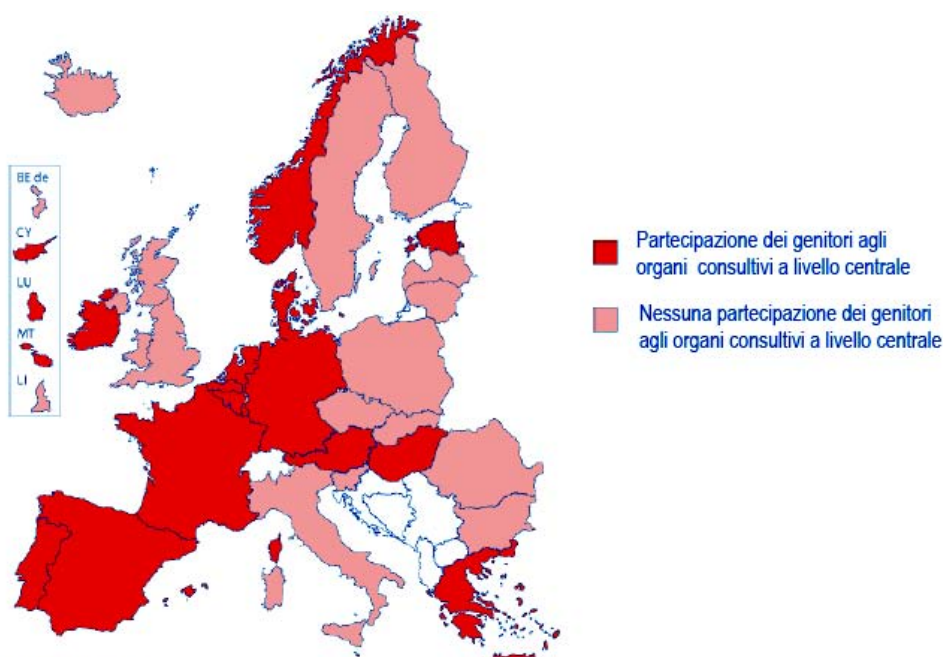 BE de
CY
LU
MT
LI
Partecipazione dei genitori agli
organi consultivi a livello centrale
Nessuna partecipazione dei genitori
agli organi consultivi a livello centrale